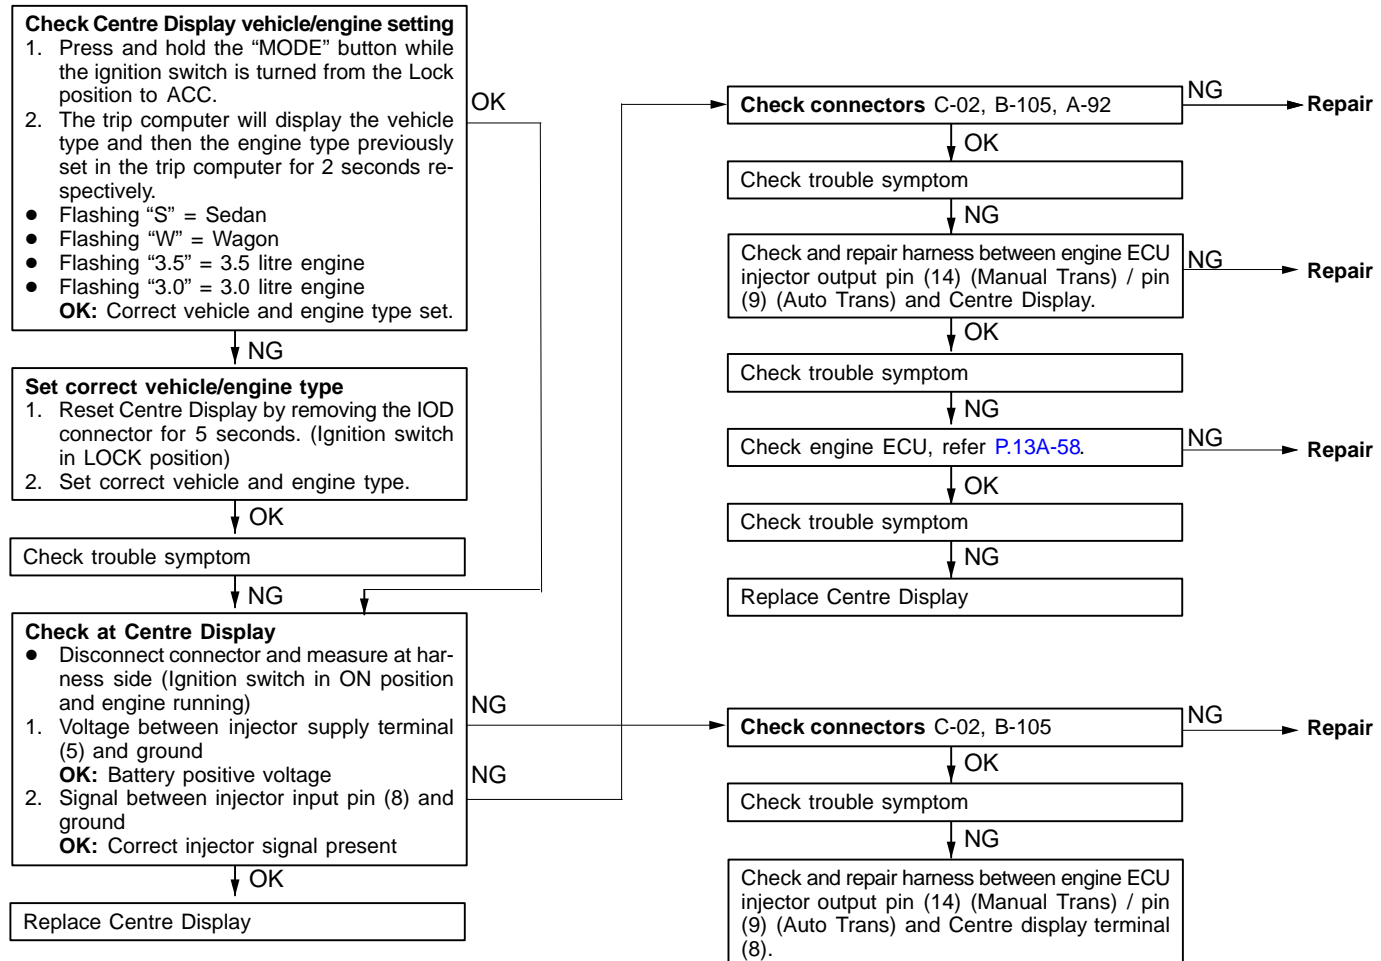 Check Centre Display vehicle/engine setting
1. Press and hold the “MODE” button while
the ignition switch is turned from the Lock
position to ACC.
2. The trip computer will display the vehicle
type and then the engine type previously
set in the trip computer for 2 seconds re-
spectively.
● Flashing “S” = Sedan
● Flashing “W” = Wagon
● Flashing “3.5” = 3.5 litre engine
● Flashing “3.0” = 3.0 litre engine
OK: Correct vehicle and engine type set.
OK
NG
Set correct vehicle/engine type
1. Reset Centre Display by removing the IOD
connector for 5 seconds. (Ignition switch
in LOCK position)
2. Set correct vehicle and engine type.
OK
Check trouble symptom
NG
Check at Centre Display
● Disconnect connector and measure at har-
ness side (Ignition switch in ON position
and engine running)
1. Voltage between injector supply terminal
(5) and ground
OK: Battery positive voltage
2. Signal between injector input pin (8) and
ground
OK: Correct injector signal present
NG
NG
OK
Replace Centre Display
Check connectors C-02, B-105, A-92
NG
Repair
OK
Check trouble symptom
NG
Check and repair harness between engine ECU
injector output pin (14) (Manual Trans) / pin
(9) (Auto Trans) and Centre Display.
NG
Repair
OK
Check trouble symptom
NG
Check engine ECU, refer P.13A-58.
NG
Repair
OK
Check trouble symptom
NG
Replace Centre Display
Check connectors C-02, B-105
NG
Repair
OK
Check trouble symptom
NG
Check and repair harness between engine ECU
injector output pin (14) (Manual Trans) / pin
(9) (Auto Trans) and Centre display terminal
(8).